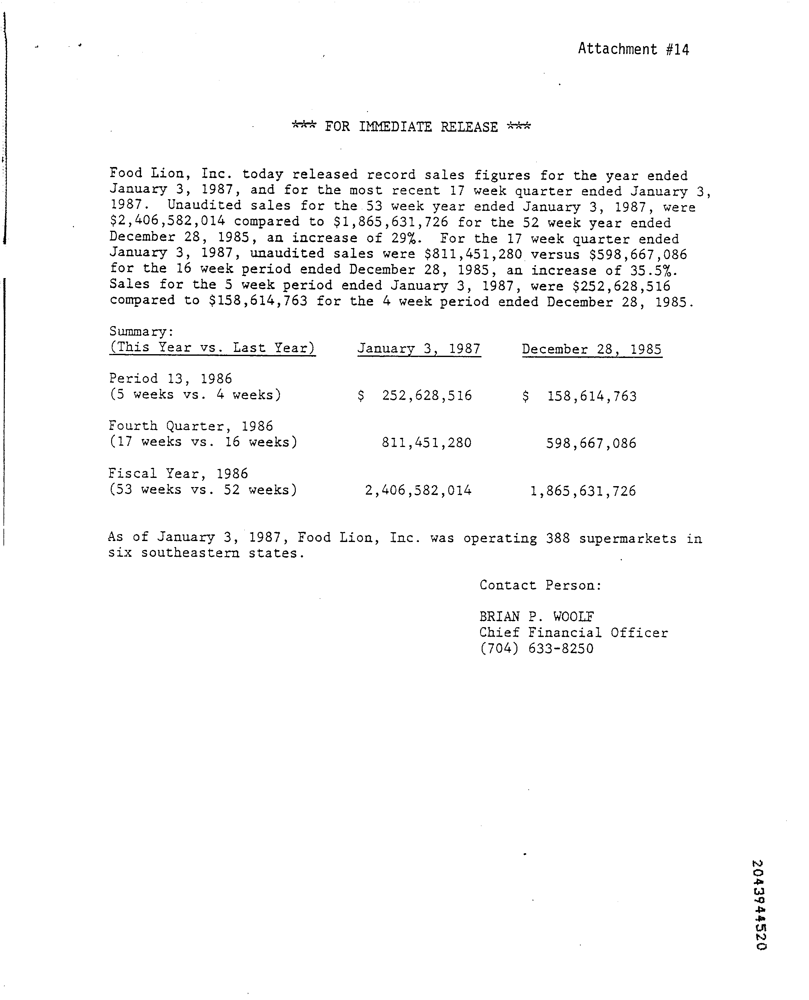 Attachment #14
*** FOR IMMEDIATE RELEASE ***
Food Lion, Inc. today released record sales figures for the year ended
January 3, 1987, and for the most recent 17 week quarter ended January 3,
1987. Unaudited sales for the 53 week year ended January 3, 1987, were
$2,406,582,014 compared to $1,865,631,726 for the 52 week year ended
December 28, 1985, an increase of 29%. For the 17 week quarter ended
January 3, 1987, unaudited sales were $811,451,280 versus $598,667,086
for the 16 week period ended December 28, 1985, an increase of 35.5%.
Sales for the 5 week period ended January 3, 1987, were $252,628,516
compared to $158,614,763 for the 4 week period ended December 28, 1985.
Summary:
(This Year vs. Last Year) January 3, 1987 December 28, 1985
Period 13, 1986
(5 weeks vs. 4 weeks) $ 252,628,516 $ 158,614,763
Fourth Quarter, 1986
(17 weeks vs. 16 weeks) 811,451,280 598,667,086
Fiscal Year, 1986
(53 weeks vs. 52 weeks) 2,406,582,014 1,865,631,726
As of January 3, 1987, Food Lion, Inc. was operating 388 supermarkets in
six southeastern states.
Contact Person:
BRIAN P. WOOLF
Chief Financial Officer
(704) 633-8250
2043944520